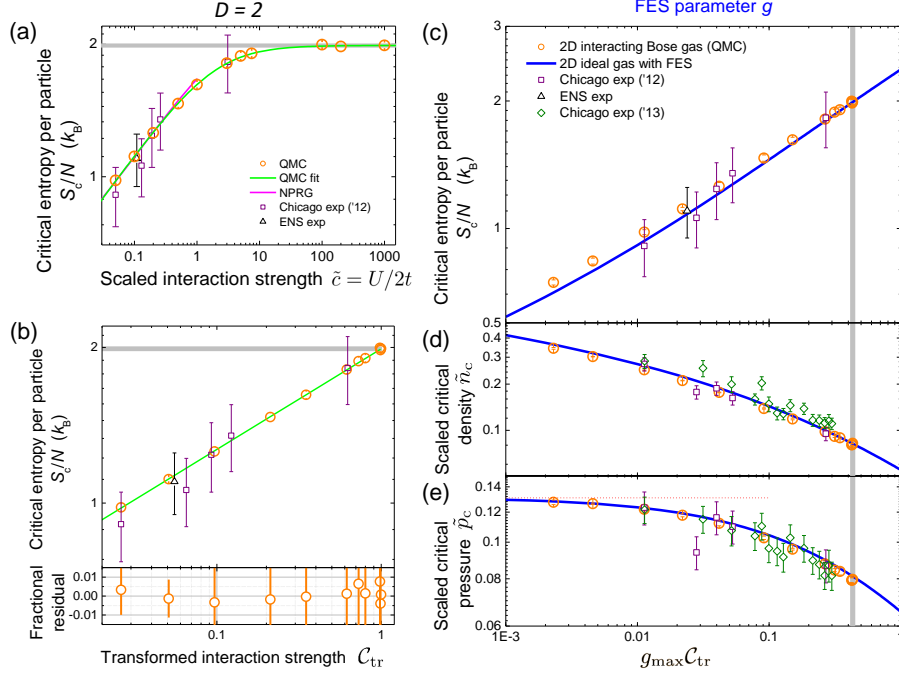 D = 2
(a)
2
1
Critical entropy per particle
S_c/N (k_B)
QMC
QMC fit
NPRG
Chicago exp ('12)
ENS exp
0.1 1 10 100 1000
Scaled interaction strength c̃ = U/2t
(b)
2
1
Critical entropy per particle
S_c/N (k_B)
0.01
0.00
-0.01
Fractional
residual
0.1 1
Transformed interaction strength C_tr
FES parameter g
(c)
2D interacting Bose gas (QMC)
2D ideal gas with FES
Chicago exp ('12)
ENS exp
Chicago exp ('13)
2
1
0.5
Critical entropy per particle
S_c/N (k_B)
(d)
0.4
0.2
0.1
Scaled critical
density ñ_c
(e)
0.14
0.12
0.10
0.08
0.06
Scaled critical
pressure p̃_c
1E-3 0.01 0.1 1
g_max C_tr